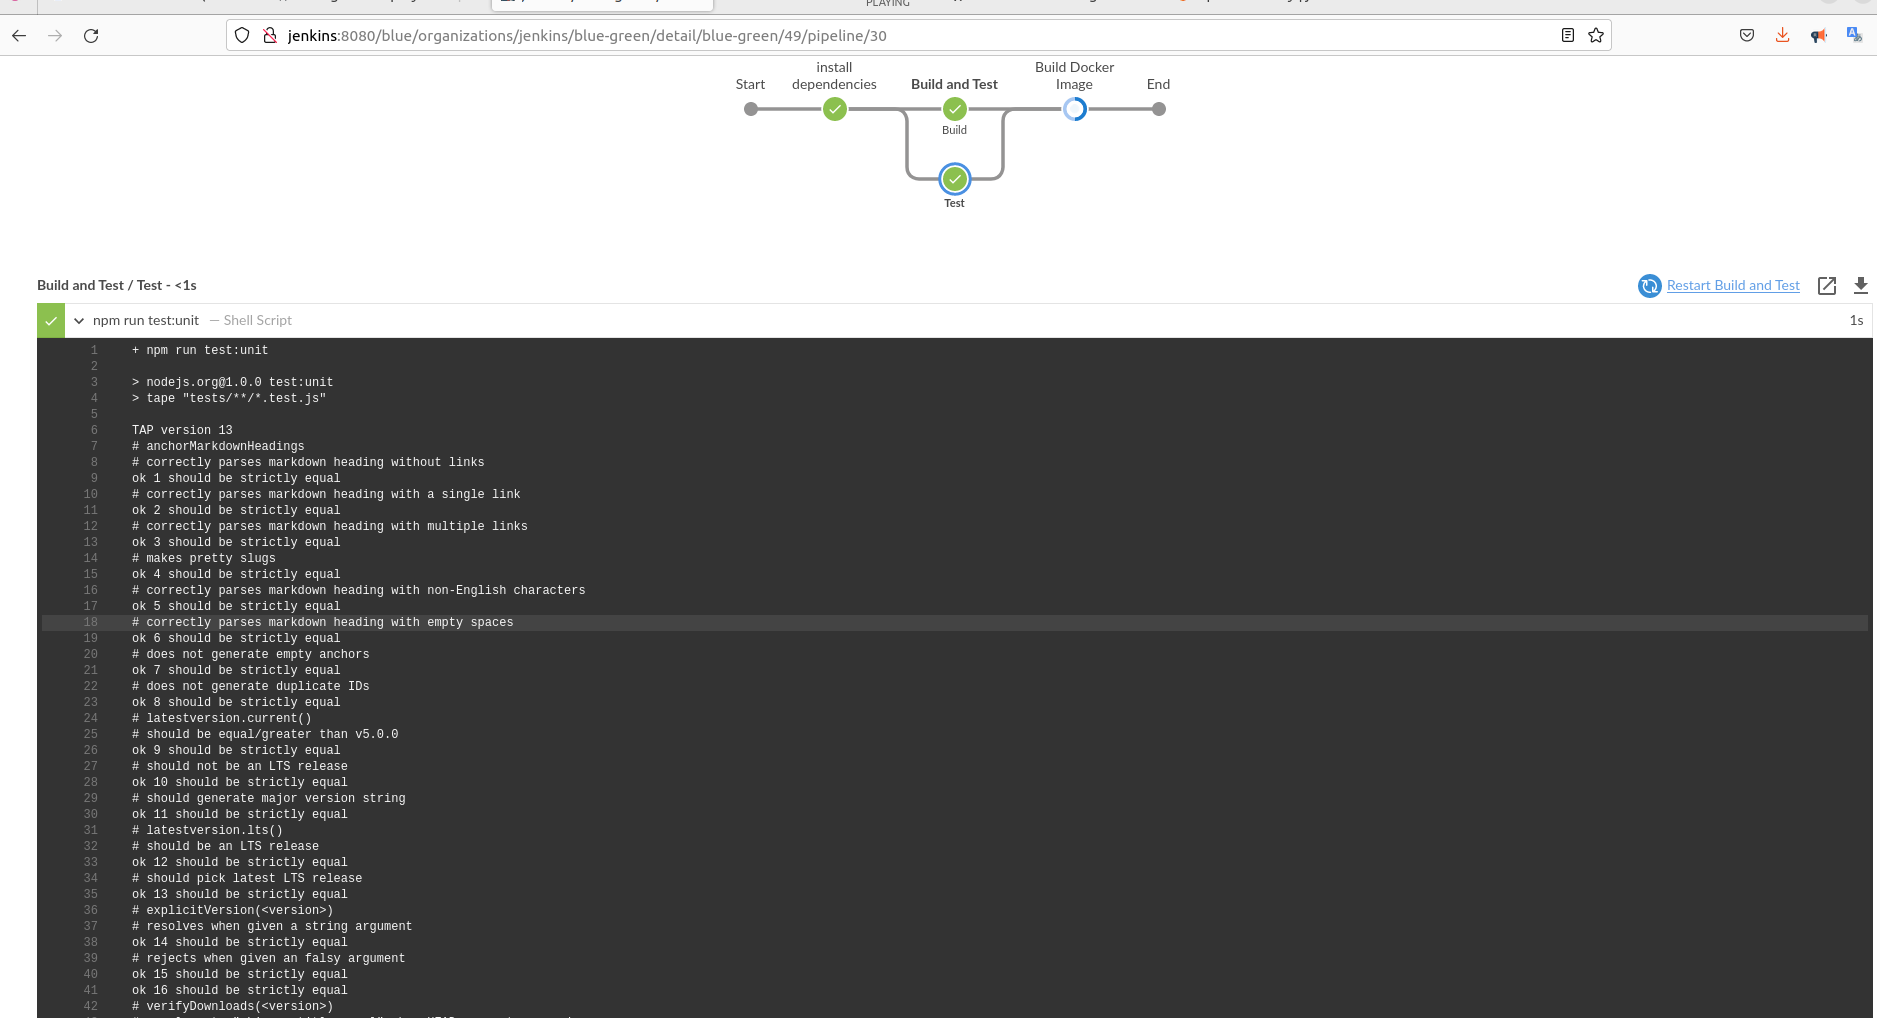 PLAYING
jenkins:8080/blue/organizations/jenkins/blue-green/detail/blue-green/49/pipeline/30
Start
install
dependencies
Build and Test
Build Docker
Image
End
Build
Test
Build and Test / Test - <1s
Restart Build and Test
npm run test:unit — Shell Script
1s
1 + npm run test:unit
2
3 > nodejs.org@1.0.0 test:unit
4 > tape "tests/**/*.test.js"
5
6 TAP version 13
7 # anchorMarkdownHeadings
8 # correctly parses markdown heading without links
9 ok 1 should be strictly equal
10 # correctly parses markdown heading with a single link
11 ok 2 should be strictly equal
12 # correctly parses markdown heading with multiple links
13 ok 3 should be strictly equal
14 # makes pretty slugs
15 ok 4 should be strictly equal
16 # correctly parses markdown heading with non-English characters
17 ok 5 should be strictly equal
18 # correctly parses markdown heading with empty spaces
19 ok 6 should be strictly equal
20 # does not generate empty anchors
21 ok 7 should be strictly equal
22 # does not generate duplicate IDs
23 ok 8 should be strictly equal
24 # latestversion.current()
25 # should be equal/greater than v5.0.0
26 ok 9 should be strictly equal
27 # should not be an LTS release
28 ok 10 should be strictly equal
29 # should generate major version string
30 ok 11 should be strictly equal
31 # latestversion.lts()
32 # should be an LTS release
33 ok 12 should be strictly equal
34 # should pick latest LTS release
35 ok 13 should be strictly equal
36 # explicitVersion(<version>)
37 # resolves when given a string argument
38 ok 14 should be strictly equal
39 # rejects when given an falsy argument
40 ok 15 should be strictly equal
41 ok 16 should be strictly equal
42 # verifyDownloads(<version>)